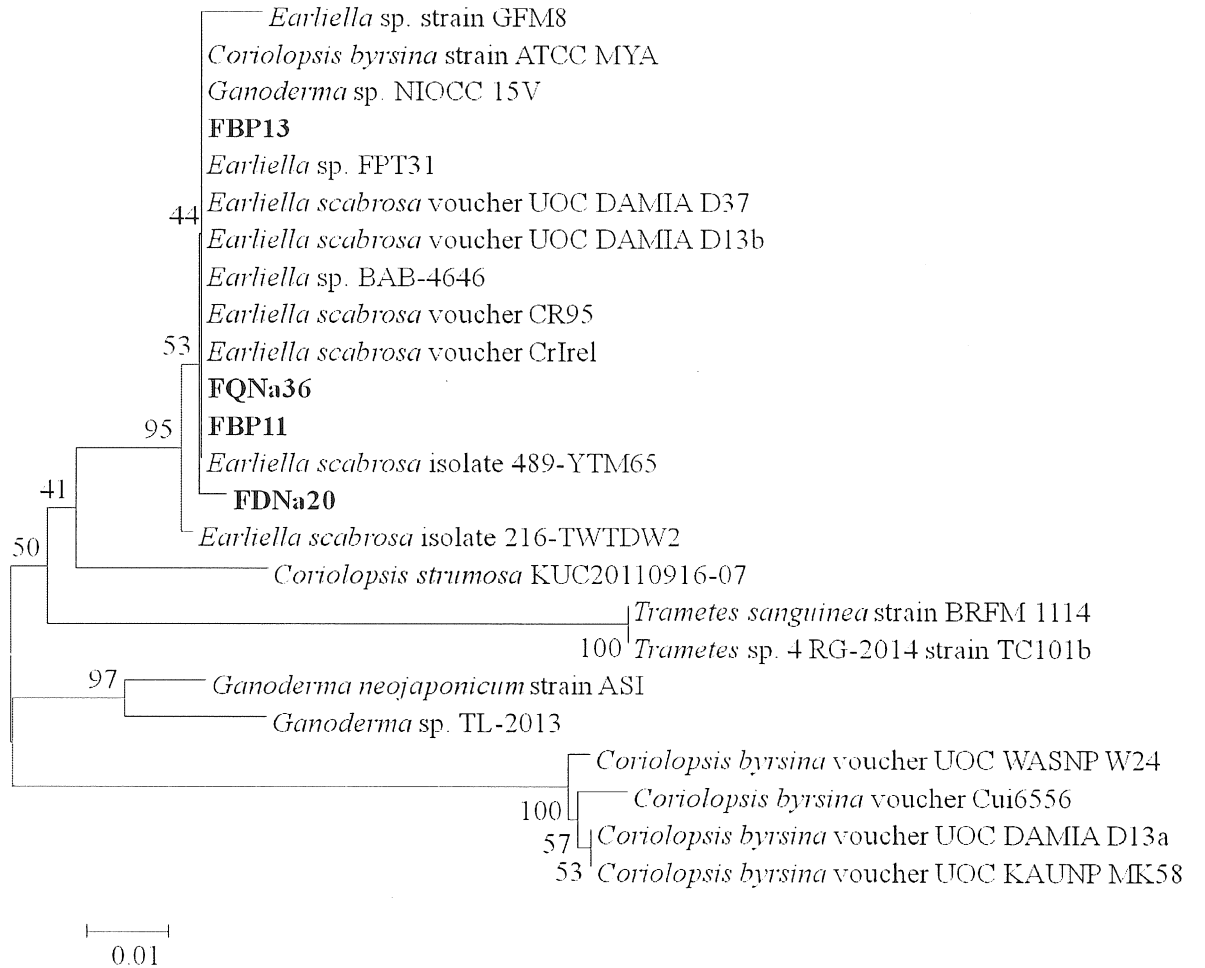 Earliella sp. strain GFM8
Coriolopsis byrsina strain ATCC MYA
Ganoderma sp. NIOCC 15V
FBP13
Earliella sp. FPT31
Earliella scabrosa voucher UOC DAMIA D37
44
Earliella scabrosa voucher UOC DAMIA D13b
Earliella sp. BAB-4646
Earliella scabrosa voucher CR95
53
Earliella scabrosa voucher CrIrel
FQNa36
95
FBP11
Earliella scabrosa isolate 489-YTM65
41
FDNa20
Earliella scabrosa isolate 216-TWTDW2
50
Coriolopsis strumosa KUC20110916-07
Trametes sanguinea strain BRFM 1114
100
Trametes sp. 4 RG-2014 strain TC101b
97
Ganoderma neojaponicum strain ASI
Ganoderma sp. TL-2013
Coriolopsis byrsina voucher UOC WASNP W24
Coriolopsis byrsina voucher Cui6556
100
Coriolopsis byrsina voucher UOC DAMIA D13a
57
53
Coriolopsis byrsina voucher UOC KAUNP MK58
0.01